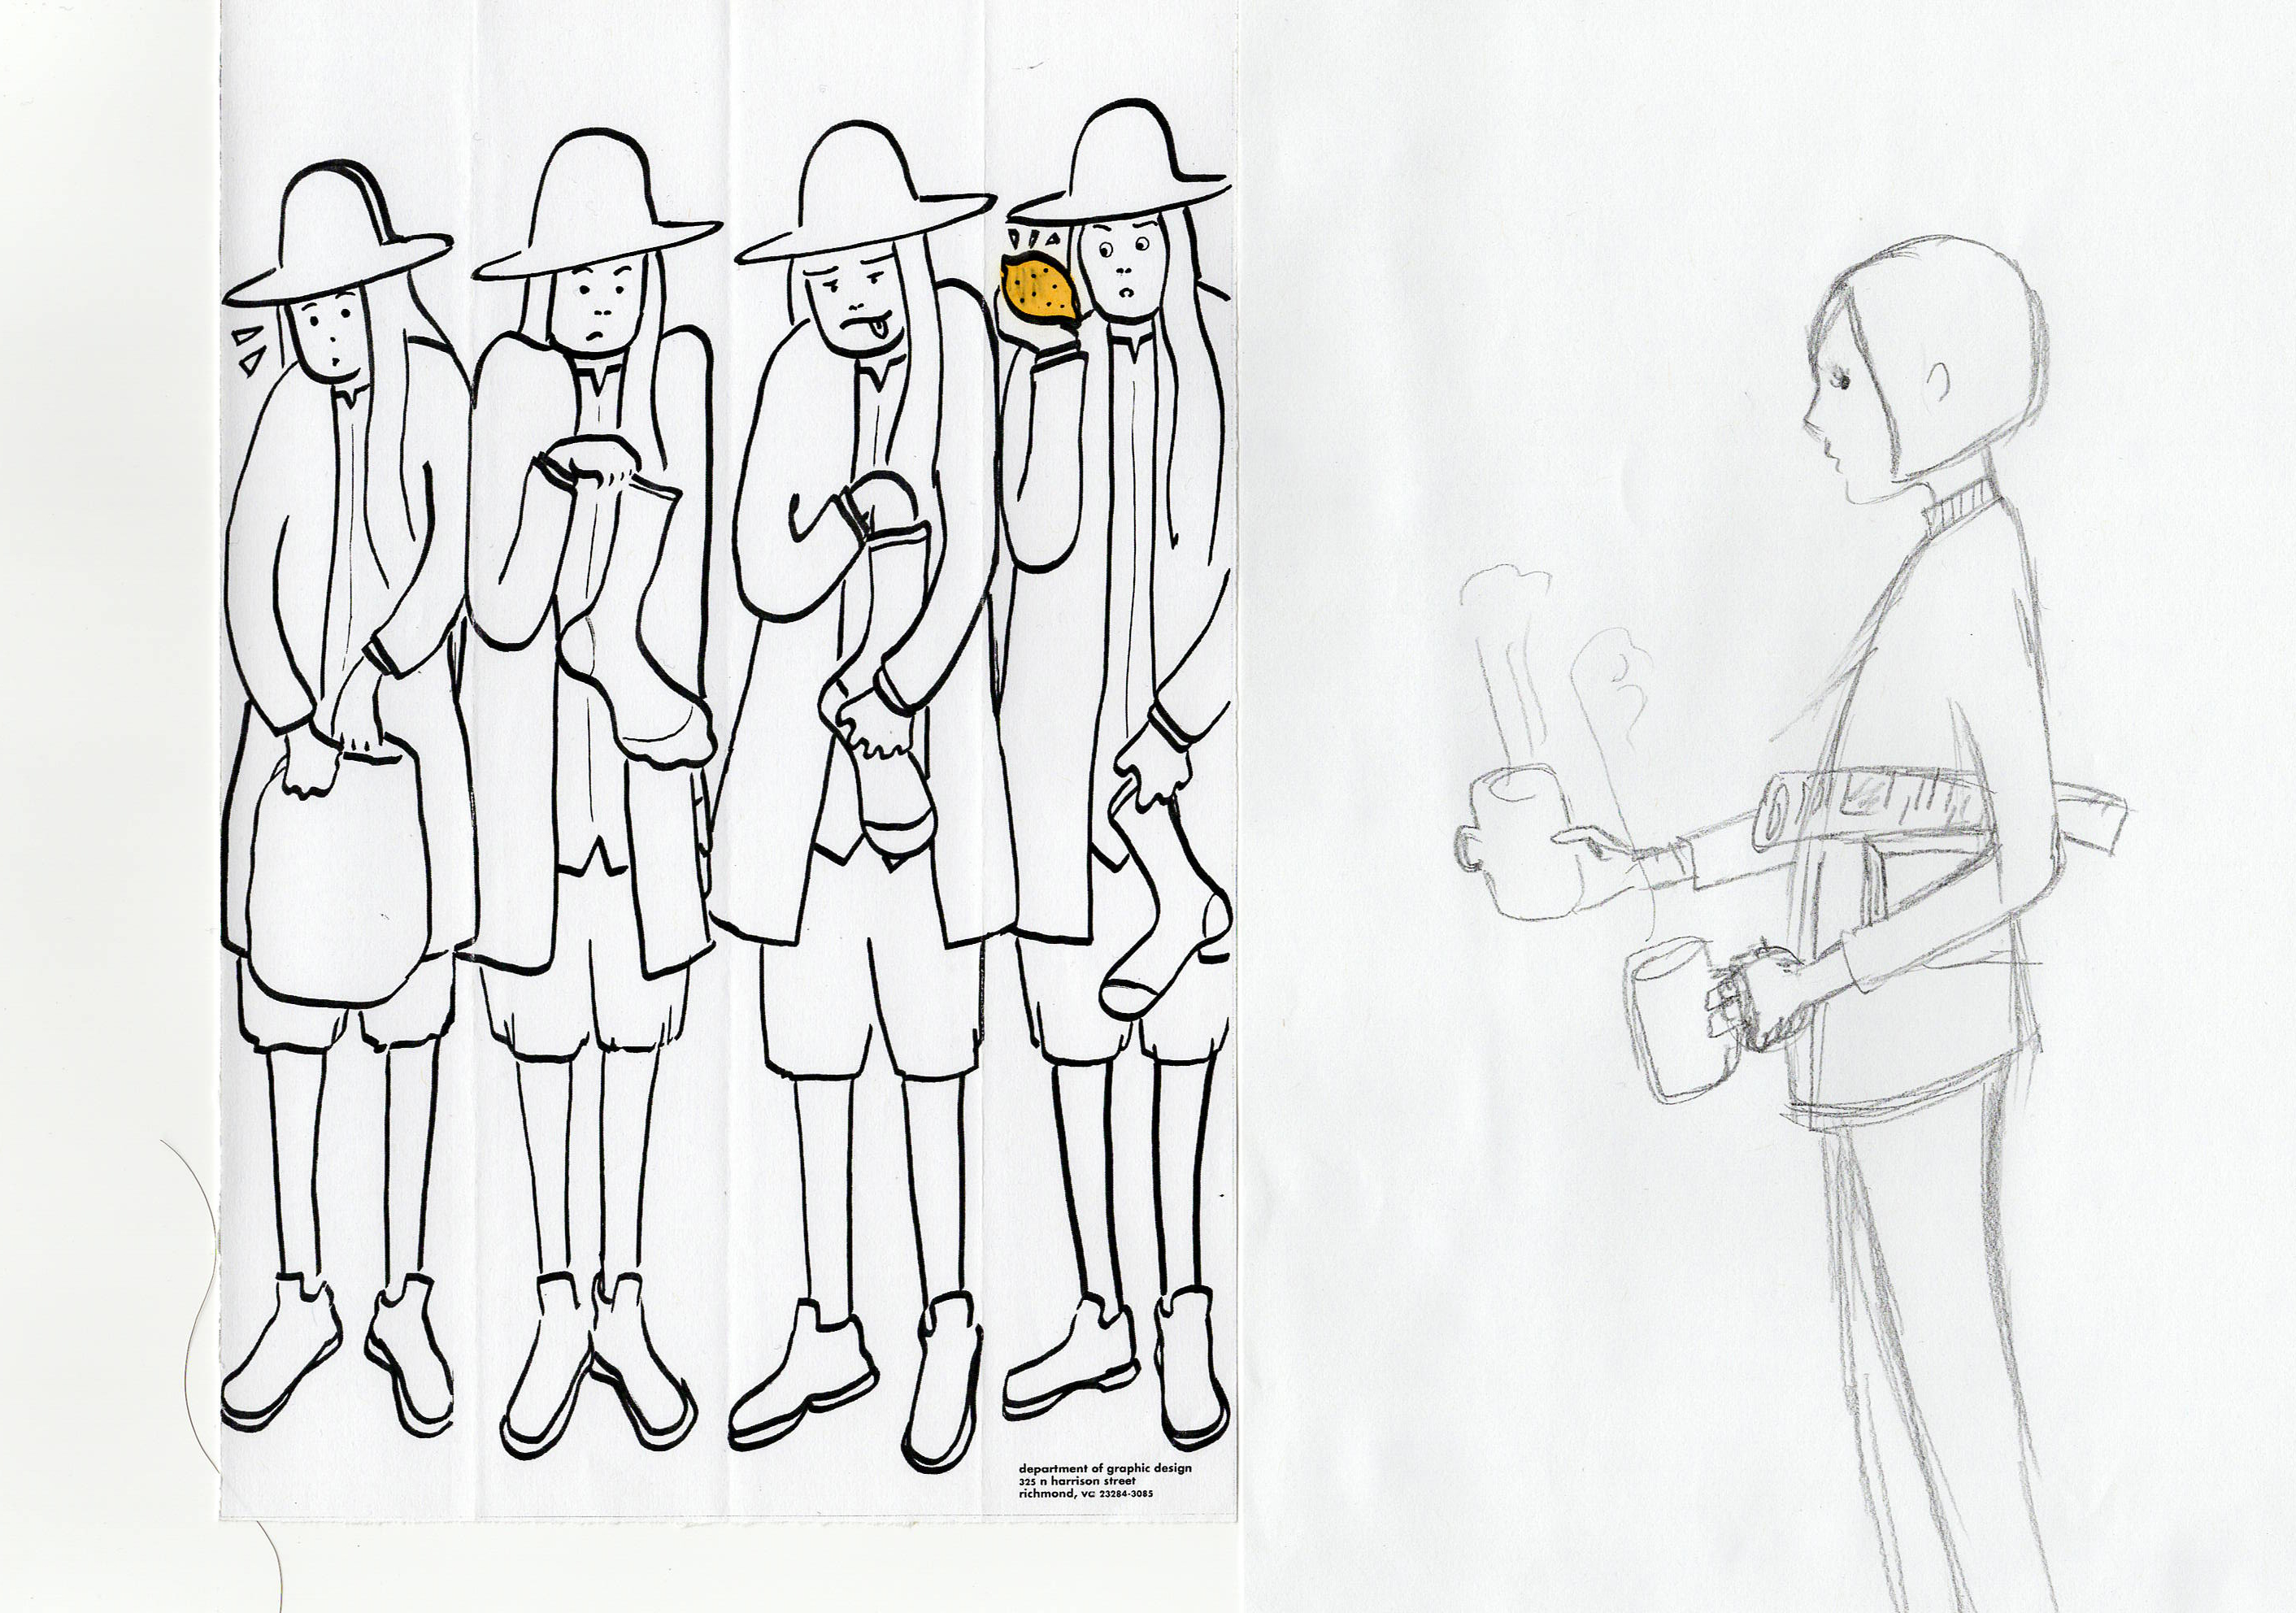 department of graphic design
325 n harrison street
richmond, va 23284-3085